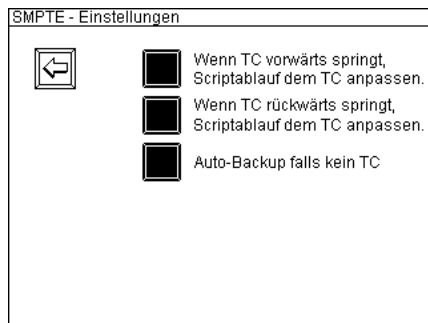 SMPTE - Einstellungen
Wenn TC vorwärts springt,
Scriptablauf dem TC anpassen.
Wenn TC rückwärts springt,
Scriptablauf dem TC anpassen.
Auto-Backup falls kein TC